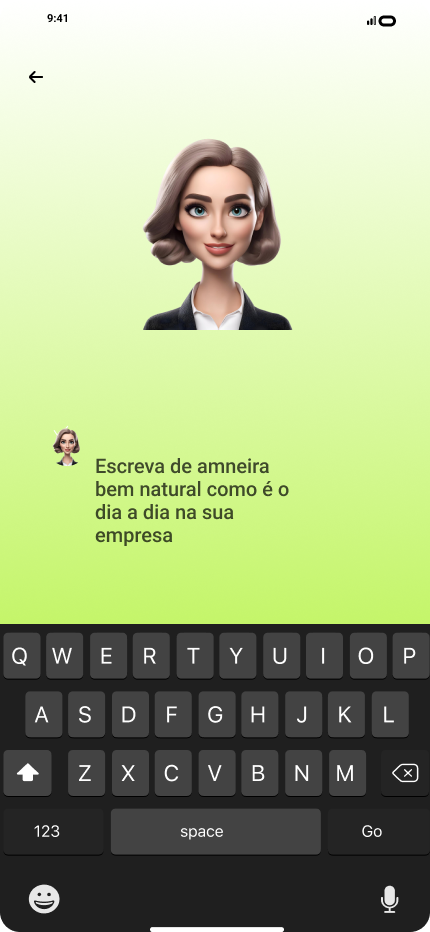 9:41
Escreva de amneira
bem natural como é o
dia a dia na sua
empresa
Q W E R T Y U I O P
A S D F G H J K L
Z X C V B N M
123 space Go